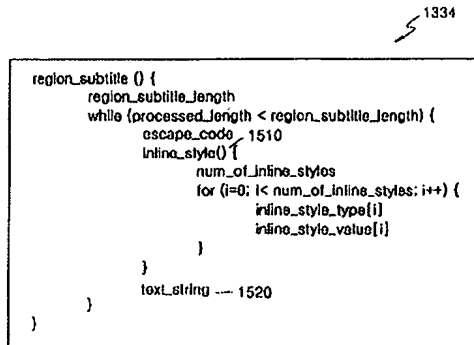 1334
region_subtitle () {
region_subtitle_length
while (processed_length < region_subtitle_length) {
escape_code
inline_style() { 1510
num_of_inline_styles
for (i=0; i< num_of_inline_styles; i++) {
inline_style_type[i]
inline_style_value[i]
}
}
text_string 1520
}
}